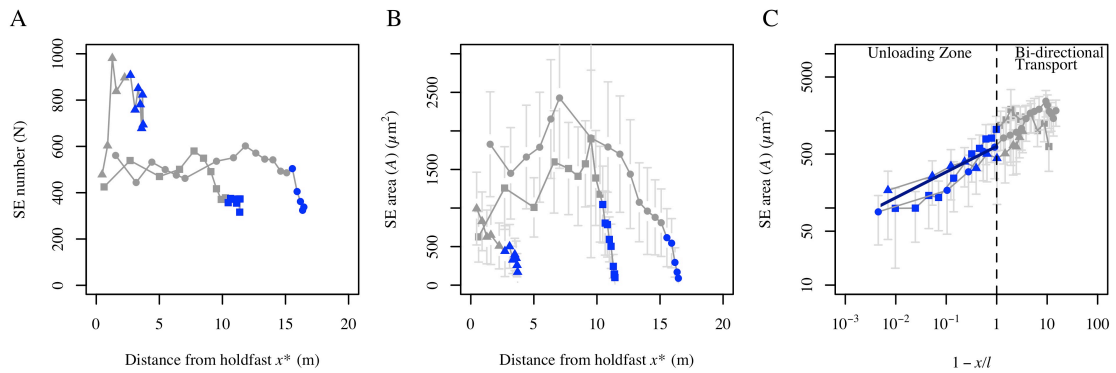 A
B
C
SE number (N)
0
200
400
600
800
1000
0
5
10
15
20
Distance from holdfast x* (m)
SE area (A) (μm²)
0
500
1500
2500
0
5
10
15
20
Distance from holdfast x* (m)
SE area (A) (μm²)
10
50
500
5000
Unloading Zone
Bi-directional
Transport
10⁻³
10⁻²
10⁻¹
1
10
100
1 − x/l